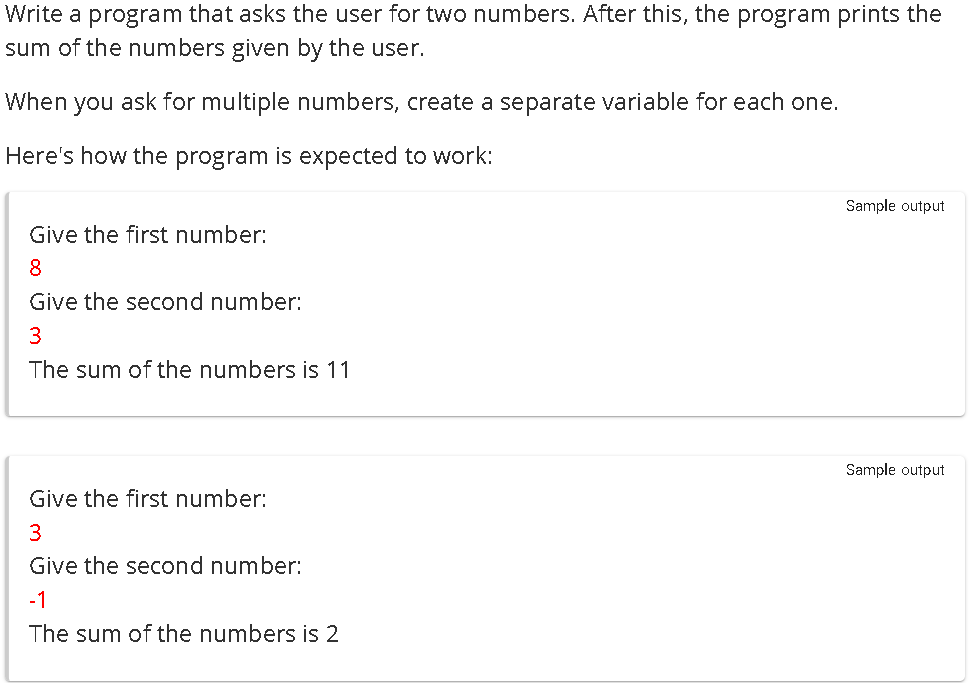 Write a program that asks the user for two numbers. After this, the program prints the
sum of the numbers given by the user.
When you ask for multiple numbers, create a separate variable for each one.
Here's how the program is expected to work:
Sample output
Give the first number:
8
Give the second number:
3
The sum of the numbers is 11
Sample output
Give the first number:
3
Give the second number:
-1
The sum of the numbers is 2